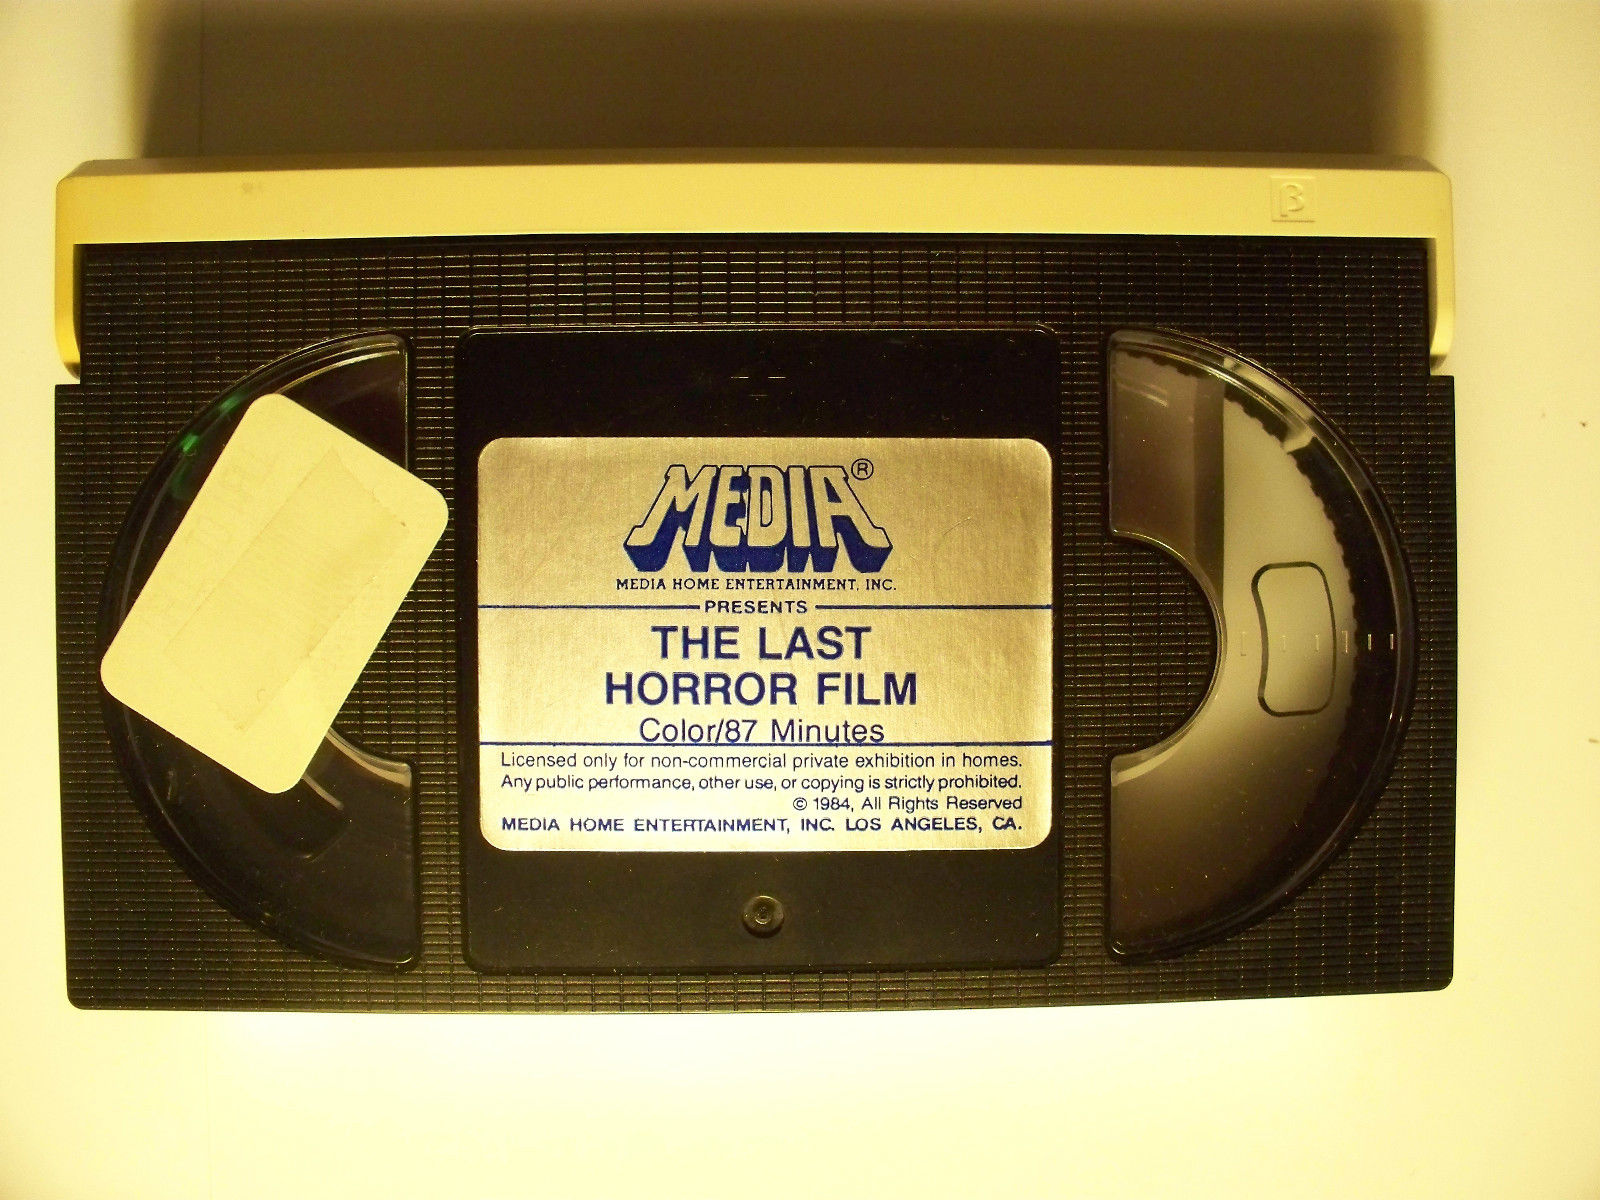 β
MEDIA®
MEDIA HOME ENTERTAINMENT, INC.
PRESENTS
THE LAST
HORROR FILM
Color/87 Minutes
Licensed only for non-commercial private exhibition in homes.
Any public performance, other use, or copying is strictly prohibited.
© 1984, All Rights Reserved
MEDIA HOME ENTERTAINMENT, INC. LOS ANGELES, CA.